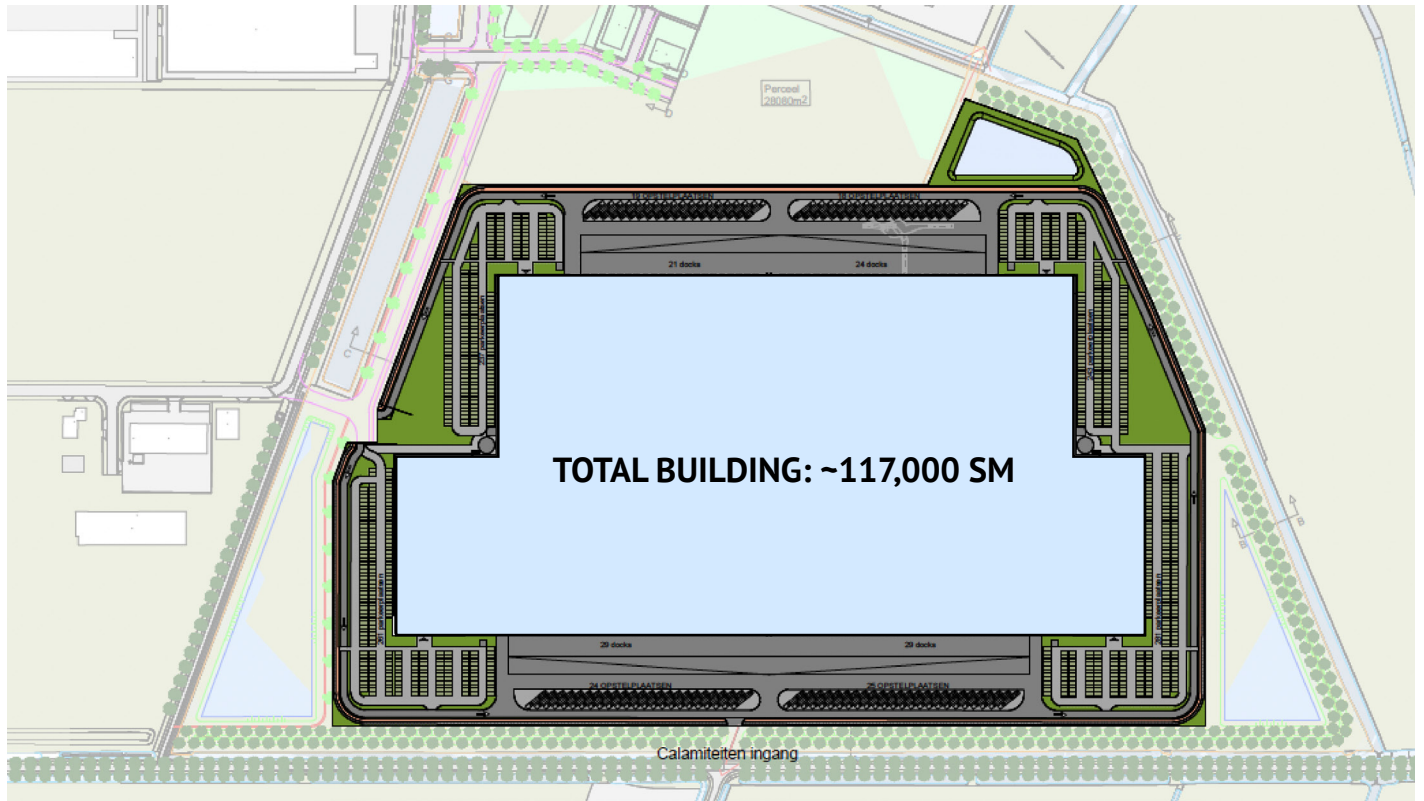 Perceel
28080m2
D
18 OPSTELPLAATSEN
21 docks
24 docks
C
TOTAL BUILDING: ~117,000 SM
B
B
29 docks
29 docks
24 OPSTELPLAATSEN
25 OPSTELPLAATSEN
Calamiteiten ingang